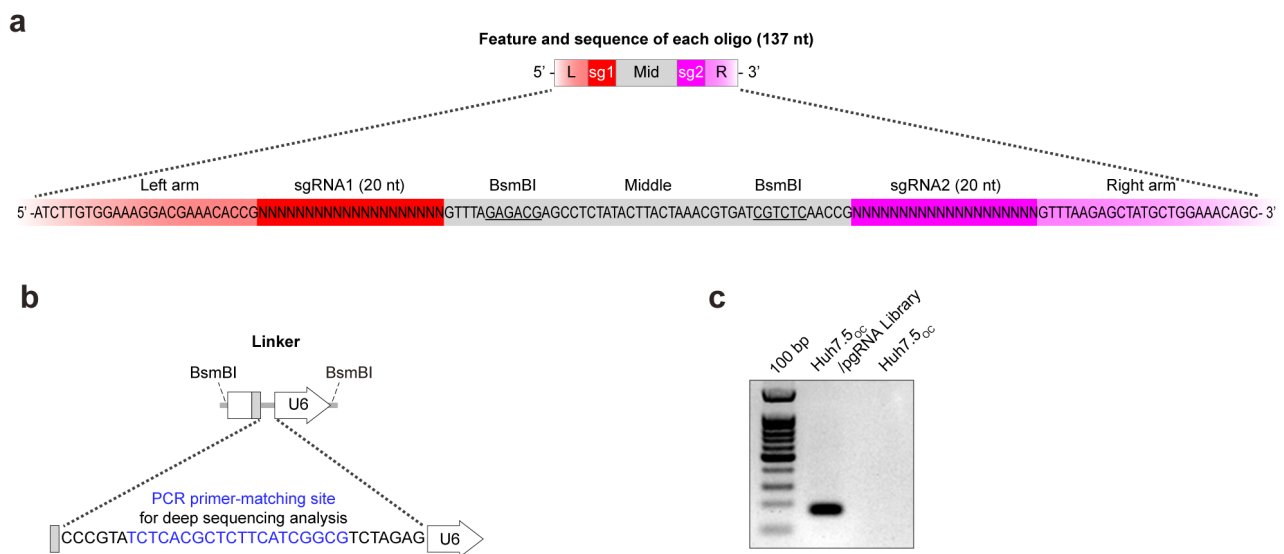 a
Feature and sequence of each oligo (137 nt)
5’ - L sg1 Mid sg2 R - 3’
Left arm sgRNA1 (20 nt) BsmBI Middle BsmBI sgRNA2 (20 nt) Right arm
5’ -ATCTTGTGGAAAGGACGAAACACCGNNNNNNNNNNNNNNNNNNNNGTTTAGAGACGAGCCTCTATACTTACTAAACGTGATCGTCTCAACCGNNNNNNNNNNNNNNNNNNNNGTTTAAGAGCTATGCTGGAAACAGC- 3’
b
Linker
BsmBI BsmBI
U6
PCR primer-matching site
for deep sequencing analysis
CCCGTATCTCACGCTCTTCATCGGCGTCTAGAG U6
c
100 bp
Huh7.5OC
/pgRNA Library
Huh7.5OC